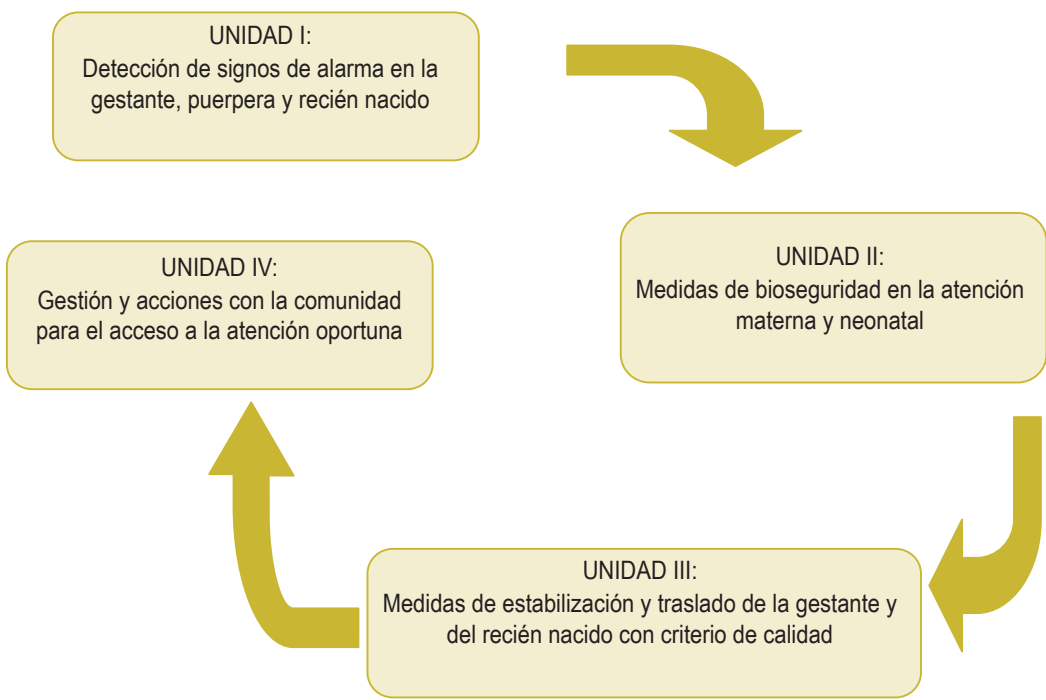 UNIDAD I:
Detección de signos de alarma en la
gestante, puerpera y recién nacido
UNIDAD II:
Medidas de bioseguridad en la atención
materna y neonatal
UNIDAD III:
Medidas de estabilización y traslado de la gestante y
del recién nacido con criterio de calidad
UNIDAD IV:
Gestión y acciones con la comunidad
para el acceso a la atención oportuna